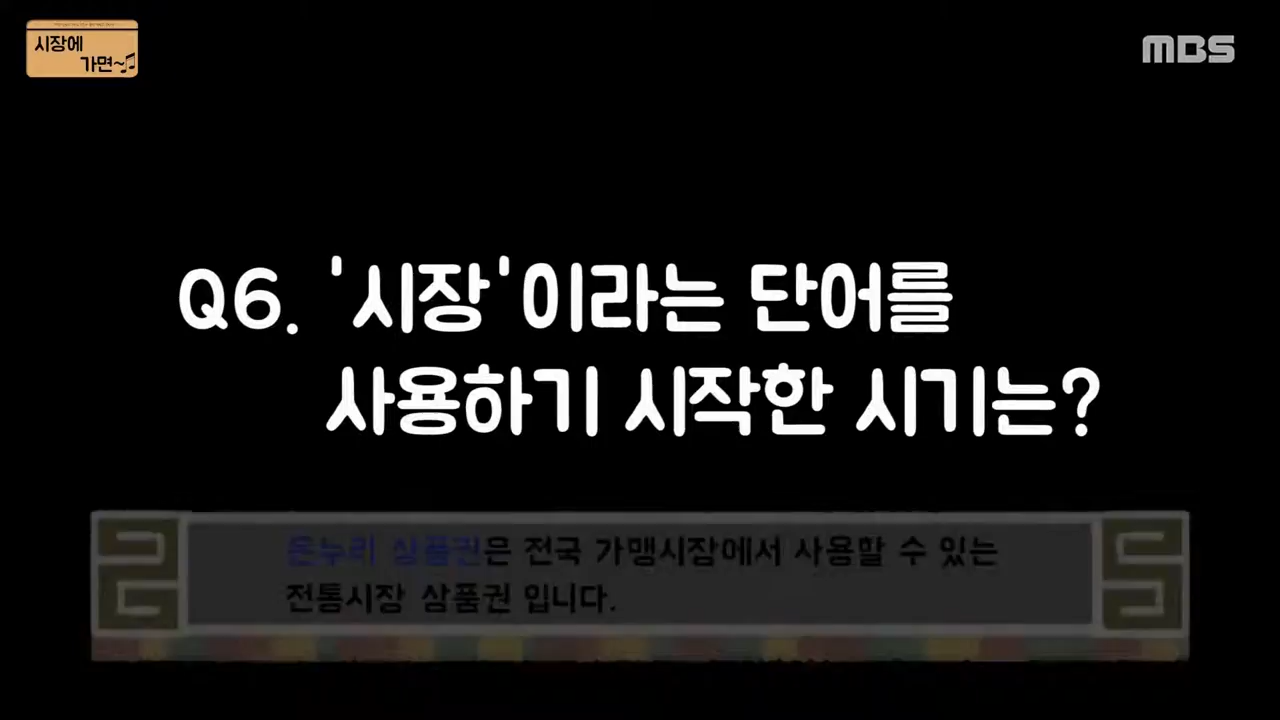 시장에
가면~♬
MBS
Q6. '시장'이라는 단어를
사용하기 시작한 시기는?
온누리 상품권은 전국 가맹시장에서 사용할 수 있는
전통시장 상품권 입니다.